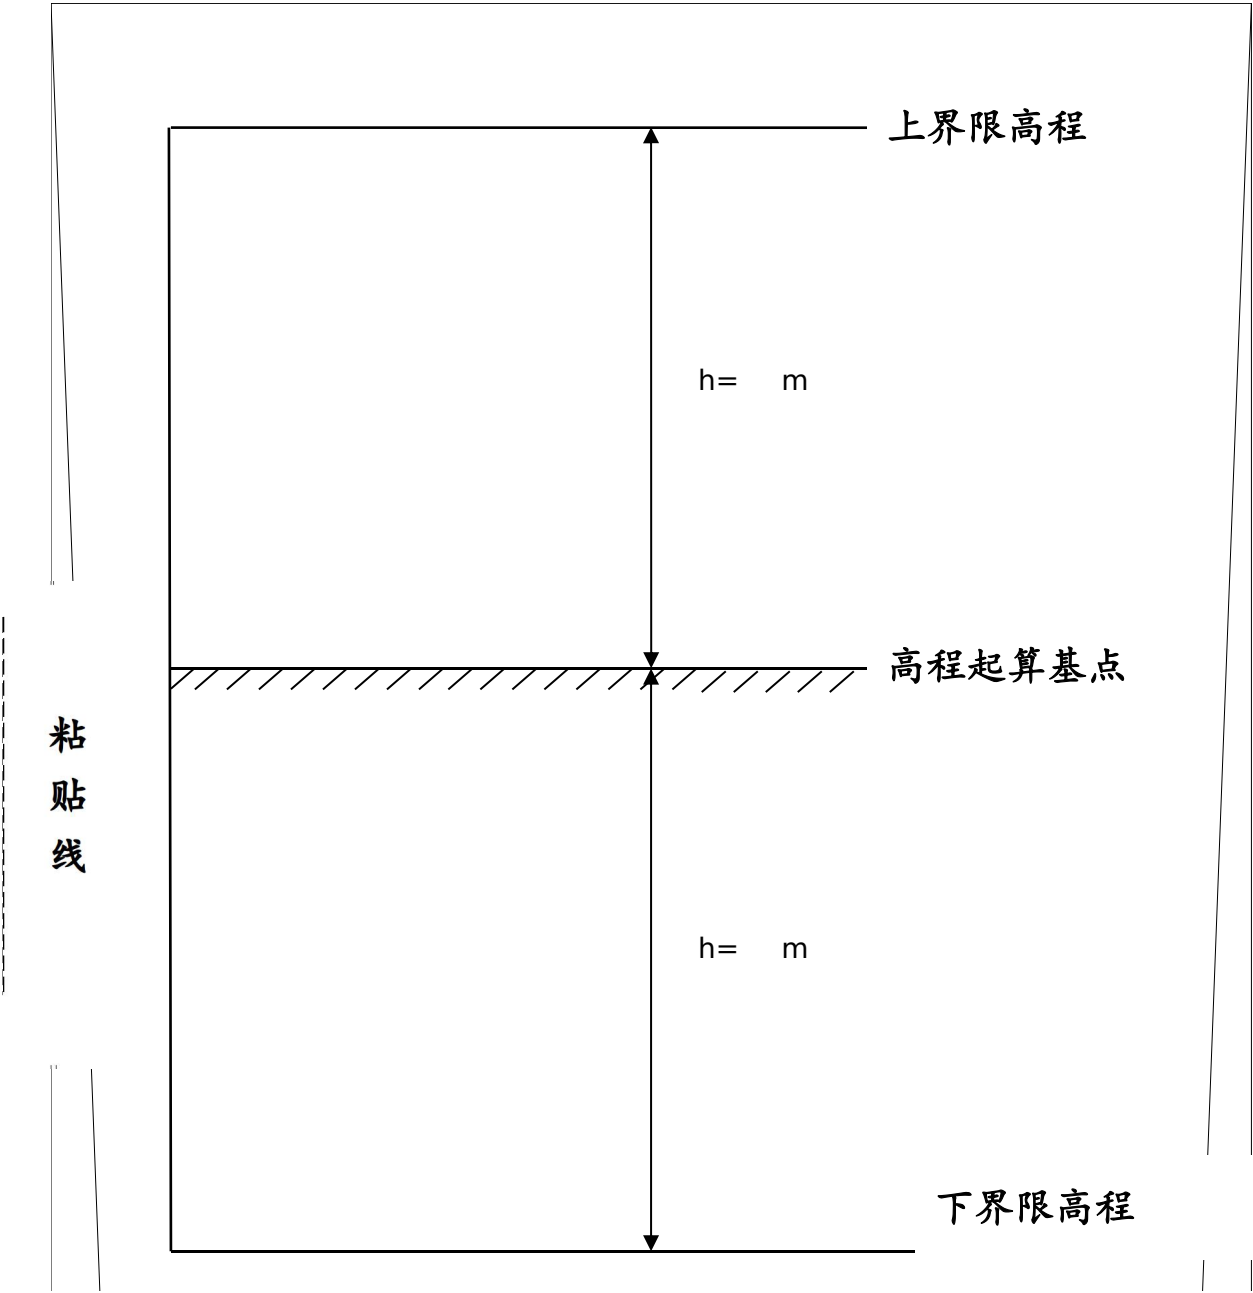 上界限高程
h= m
高程起算基点
粘
贴
线
h= m
下界限高程